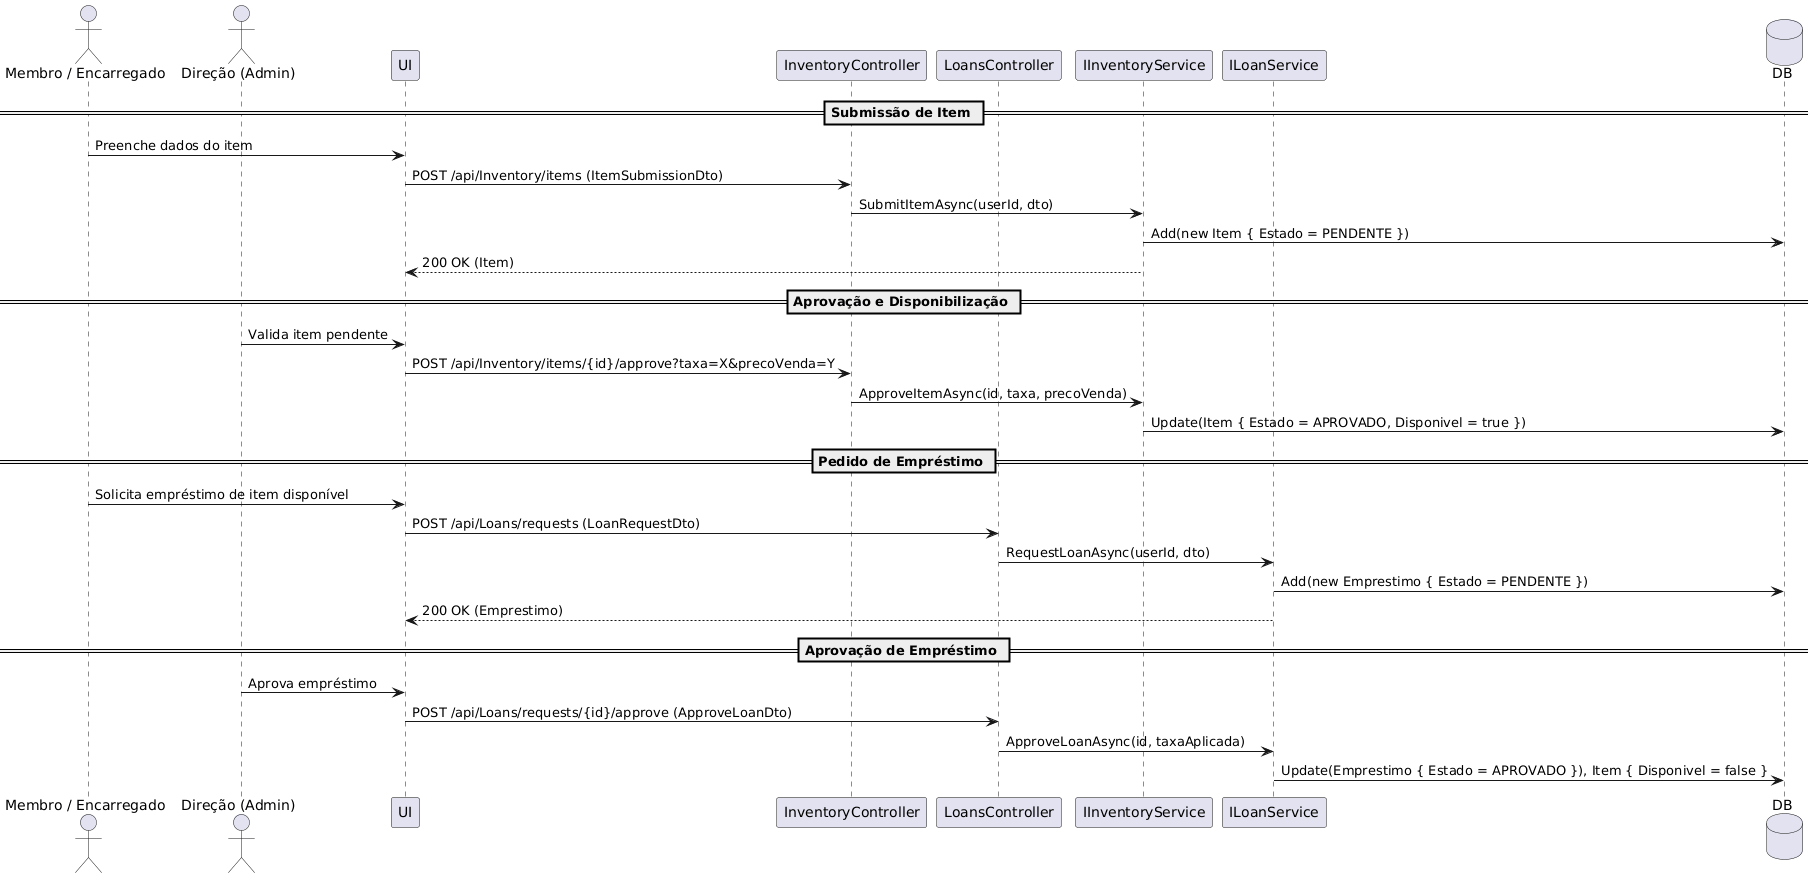 Membro / Encarregado
Direção (Admin)
UI
InventoryController
LoansController
IInventoryService
ILoanService
DB
Submissão de Item
Preenche dados do item
POST /api/Inventory/items (ItemSubmissionDto)
SubmitItemAsync(userId, dto)
Add(new Item { Estado = PENDENTE })
200 OK (Item)
Aprovação e Disponibilização
Valida item pendente
POST /api/Inventory/items/{id}/approve?taxa=X&precoVenda=Y
ApproveItemAsync(id, taxa, precoVenda)
Update(Item { Estado = APROVADO, Disponivel = true })
Pedido de Empréstimo
Solicita empréstimo de item disponível
POST /api/Loans/requests (LoanRequestDto)
RequestLoanAsync(userId, dto)
Add(new Emprestimo { Estado = PENDENTE })
200 OK (Emprestimo)
Aprovação de Empréstimo
Aprova empréstimo
POST /api/Loans/requests/{id}/approve (ApproveLoanDto)
ApproveLoanAsync(id, taxaAplicada)
Update(Emprestimo { Estado = APROVADO }), Item { Disponivel = false }
Membro / Encarregado
Direção (Admin)
UI
InventoryController
LoansController
IInventoryService
ILoanService
DB